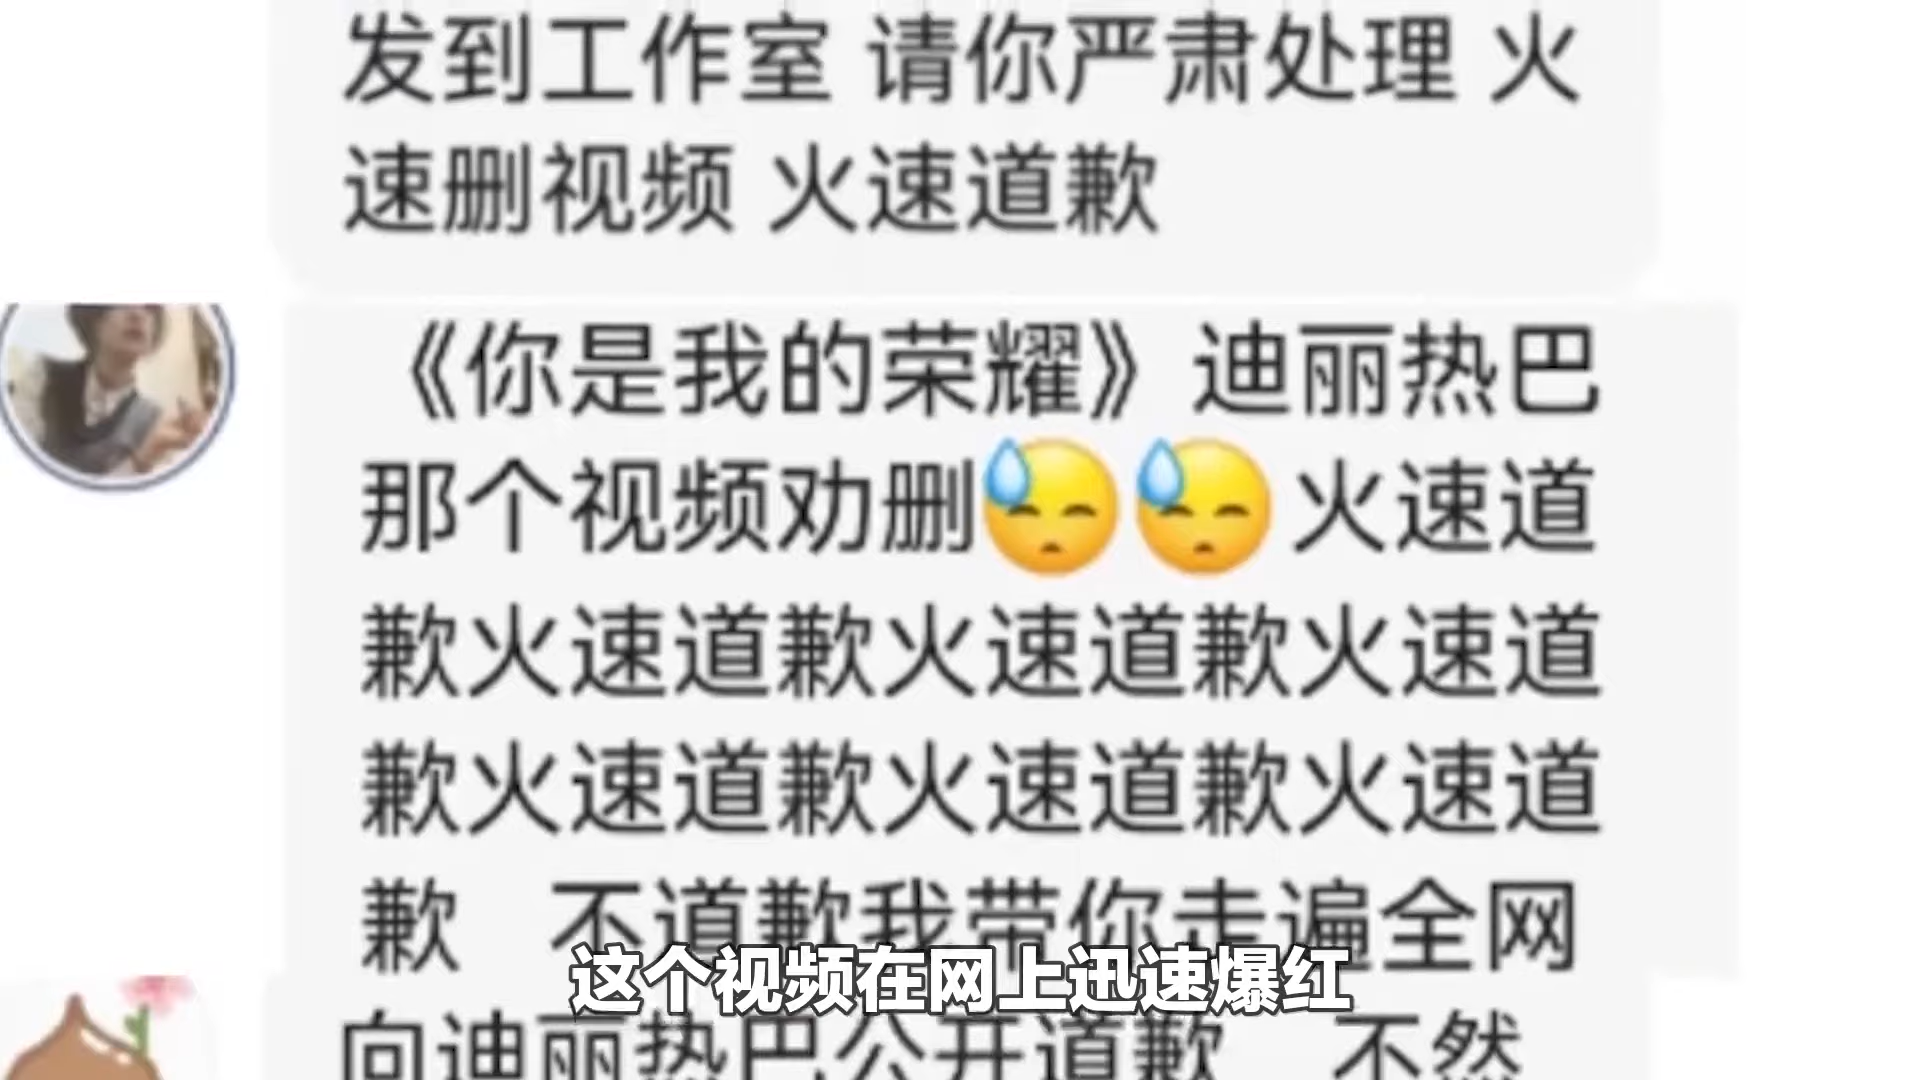 发到工作室 请你严肃处理 火
速删视频 火速道歉
《你是我的荣耀》迪丽热巴
那个视频劝删😓😓火速道
歉火速道歉火速道歉火速道
歉火速道歉火速道歉火速道
歉 不道歉我带你走遍全网
这个视频在网上迅速爆红
向迪丽热巴公开道歉 不然